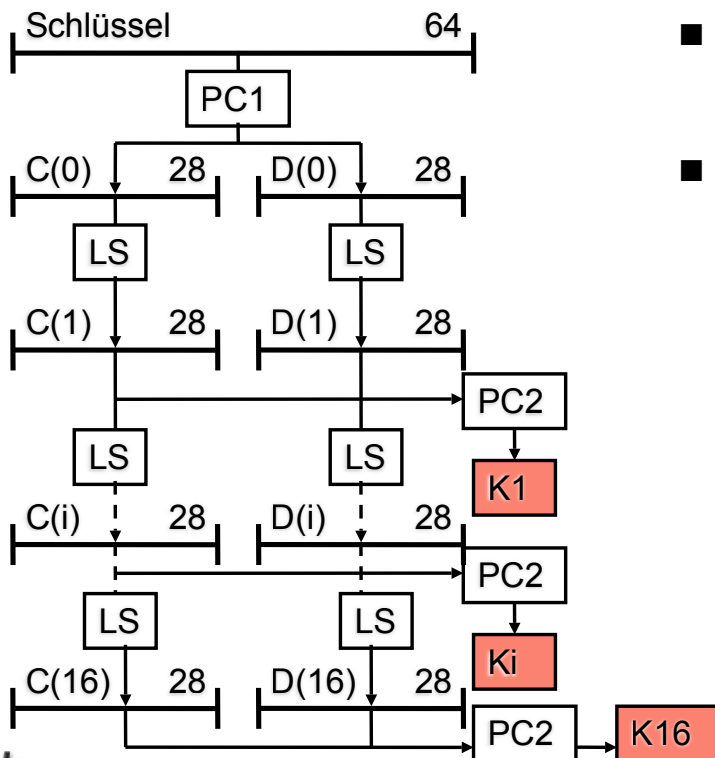 Schlüssel 64
PC1
C(0) 28 D(0) 28
LS LS
C(1) 28 D(1) 28
PC2
LS LS
K1
C(i) 28 D(i) 28
PC2
LS LS
Ki
C(16) 28 D(16) 28
PC2 K16